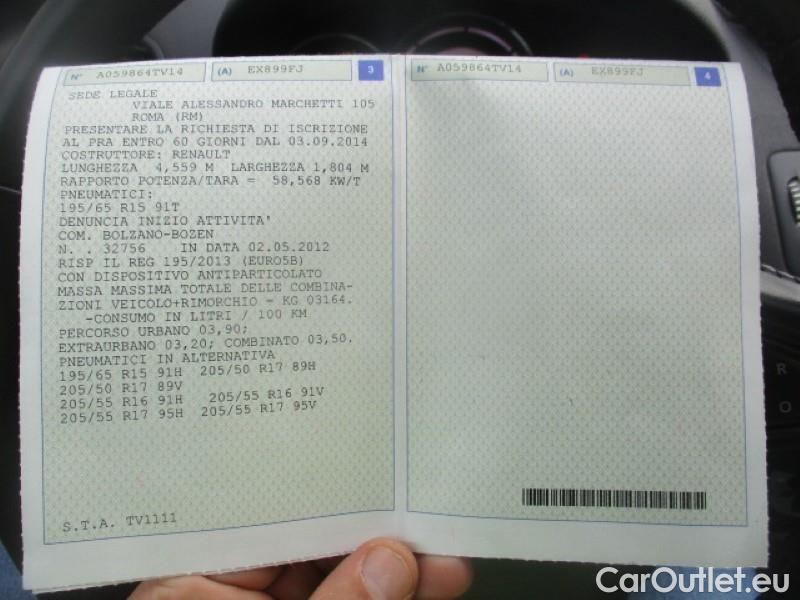 N° A059864TV14 (A) EX899FJ 3
SEDE LEGALE
VIALE ALESSANDRO MARCHETTI 105
ROMA (RM)
PRESENTARE LA RICHIESTA DI ISCRIZIONE
AL PRA ENTRO 60 GIORNI DAL 03.09.2014
COSTRUTTORE: RENAULT
LUNGHEZZA 4,559 M LARGHEZZA 1,804 M
RAPPORTO POTENZA/TARA = 58,568 KW/T
PNEUMATICI:
195/65 R15 91T
DENUNCIA INIZIO ATTIVITA'
COM. BOLZANO-BOZEN
N. . 32756 IN DATA 02.05.2012
RISP IL REG 195/2013 (EURO5B)
CON DISPOSITIVO ANTIPARTICOLATO
MASSA MASSIMA TOTALE DELLE COMBINA-
ZIONI VEICOLO+RIMORCHIO - KG 03164.
-CONSUMO IN LITRI / 100 KM
PERCORSO URBANO 03,90;
EXTRAURBANO 03,20; COMBINATO 03,50.
PNEUMATICI IN ALTERNATIVA
195/65 R15 91H 205/50 R17 89H
205/50 R17 89V
205/55 R16 91H 205/55 R16 91V
205/55 R17 95H 205/55 R17 95V
S.T.A. TV1111
N° A059864TV14 (A) EX899FJ 4
R
O
CarOutlet.eu